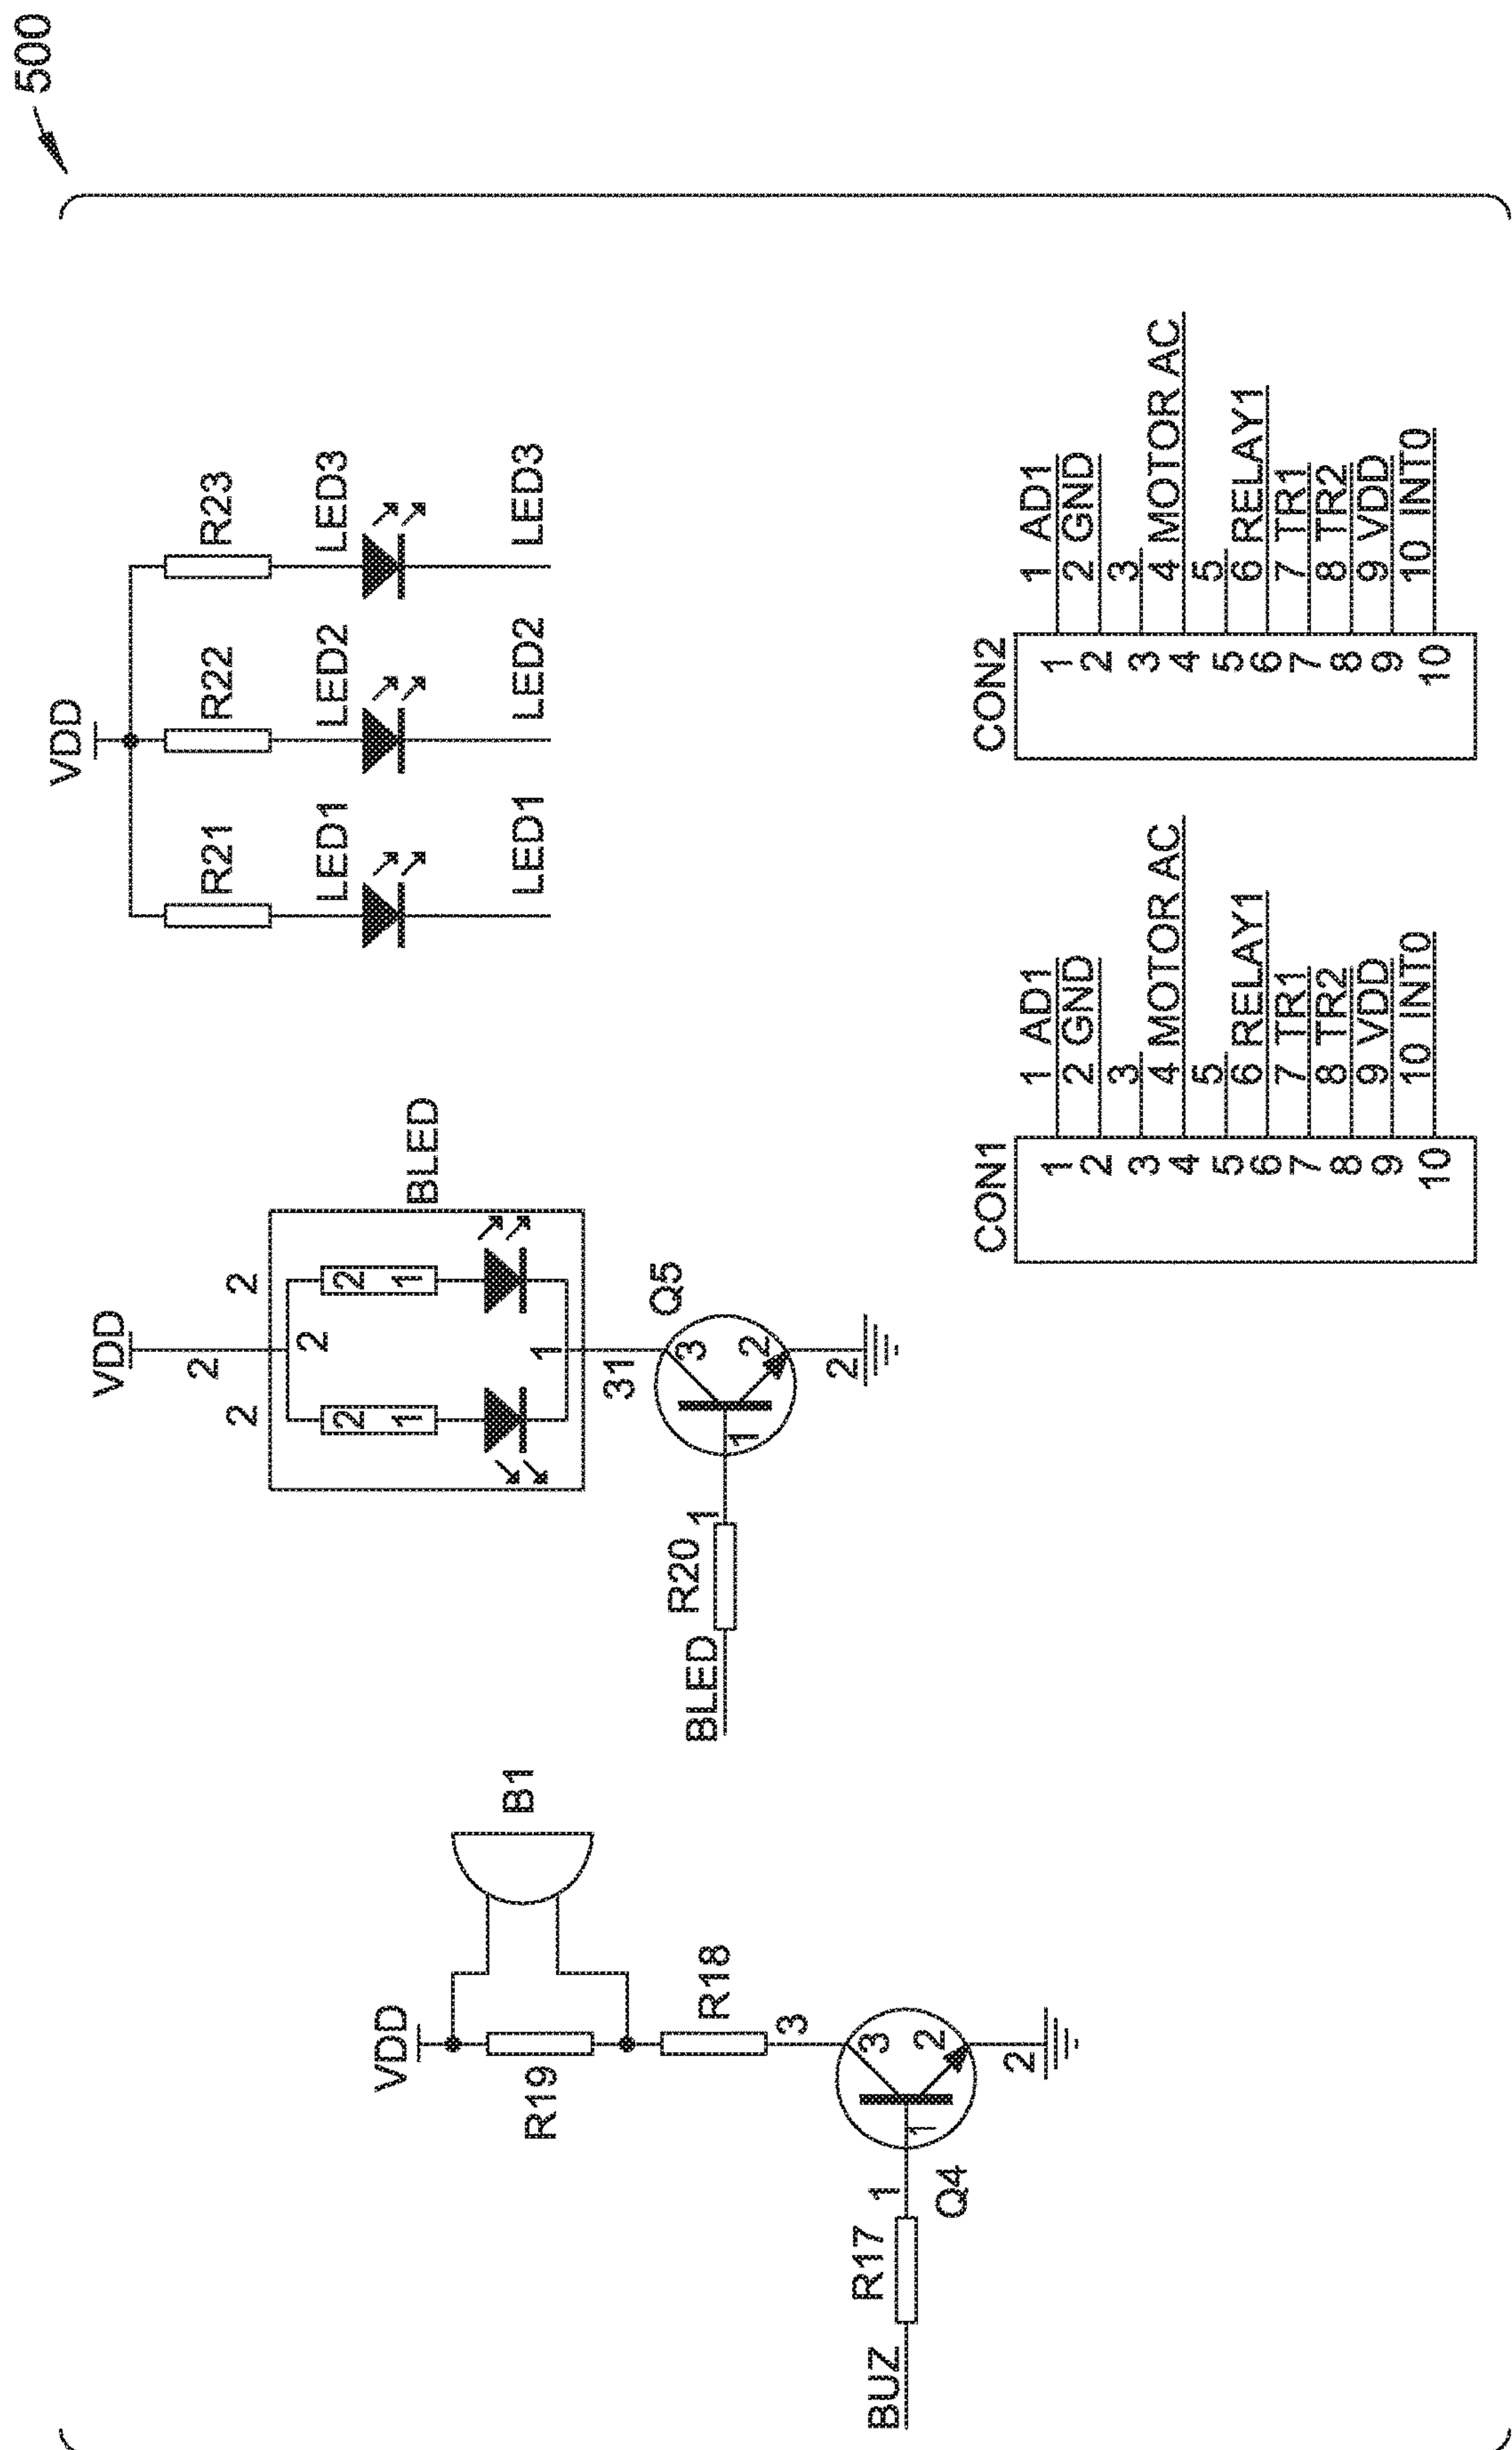 500
VDD
R19
B1
R18
3
3
2
2
1
1
Q4
R17
BUZ
VDD
2
2
2
2
2
2
1
1
1
BLED
31
Q5
3
2
2
1
1
R20
BLED
VDD
R21
R22
R23
LED1
LED2
LED3
LED1
LED2
LED3
CON1
1 1 AD1
2 2 GND
3 3
4 4 MOTOR AC
5 5
6 6 RELAY1
7 7 TR1
8 8 TR2
9 9 VDD
10 10 INT0
CON2
1 1 AD1
2 2 GND
3 3
4 4 MOTOR AC
5 5
6 6 RELAY1
7 7 TR1
8 8 TR2
9 9 VDD
10 10 INT0